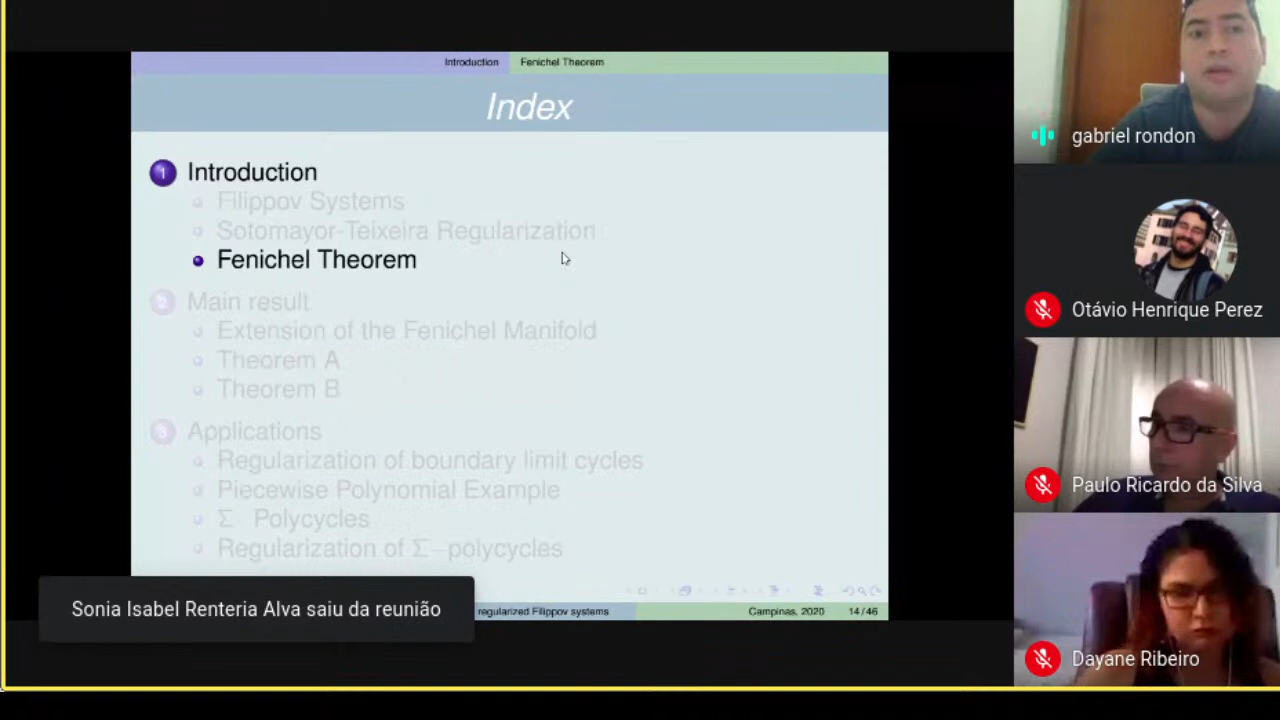 Introduction Fenichel Theorem
Index
1 Introduction
Filippov Systems
Sotomayor-Teixeira Regularization
Fenichel Theorem
2 Main result
Extension of the Fenichel Manifold
Theorem A
Theorem B
3 Applications
Regularization of boundary limit cycles
Piecewise Polynomial Example
Σ– Polycycles
Regularization of Σ–polycycles
regularized Filippov systems Campinas, 2020 14 / 46
Sonia Isabel Renteria Alva saiu da reunião
gabriel rondon
Otávio Henrique Perez
Paulo Ricardo da Silva
Dayane Ribeiro